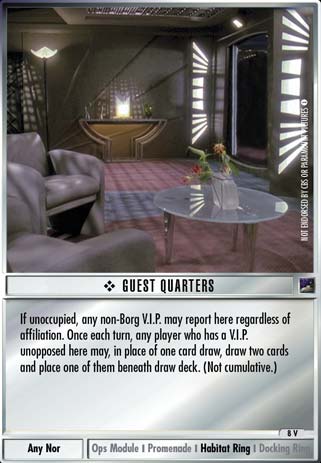 NOT ENDORSED BY CBS OR PARAMOUNT PICTURES
❖ GUEST QUARTERS
If unoccupied, any non-Borg V.I.P. may report here regardless of
affiliation. Once each turn, any player who has a V.I.P.
unopposed here may, in place of one card draw, draw two cards
and place one of them beneath draw deck. (Not cumulative.)
8 V
Any Nor
Ops Module I Promenade I Habitat Ring I Docking Ring